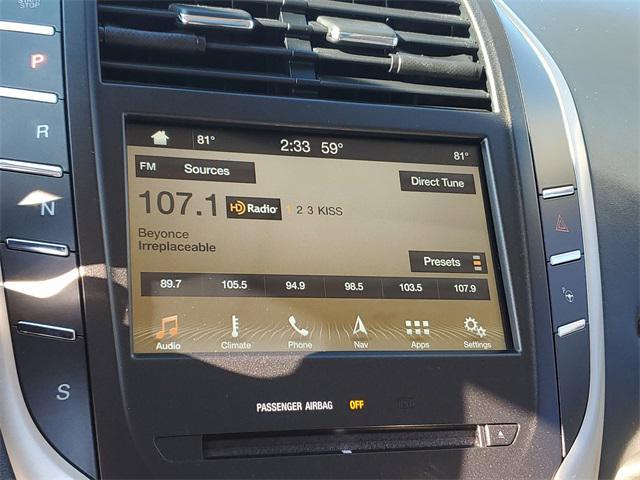 STOP
P
R
N
S
81° 2:33 59° 81°
FM Sources Direct Tune
107.1 HD Radio 1 2 3 KISS
Beyonce
Irreplaceable
Presets
89.7 105.5 94.9 98.5 103.5 107.9
Audio Climate Phone Nav Apps Settings
PASSENGER AIRBAG OFF
P